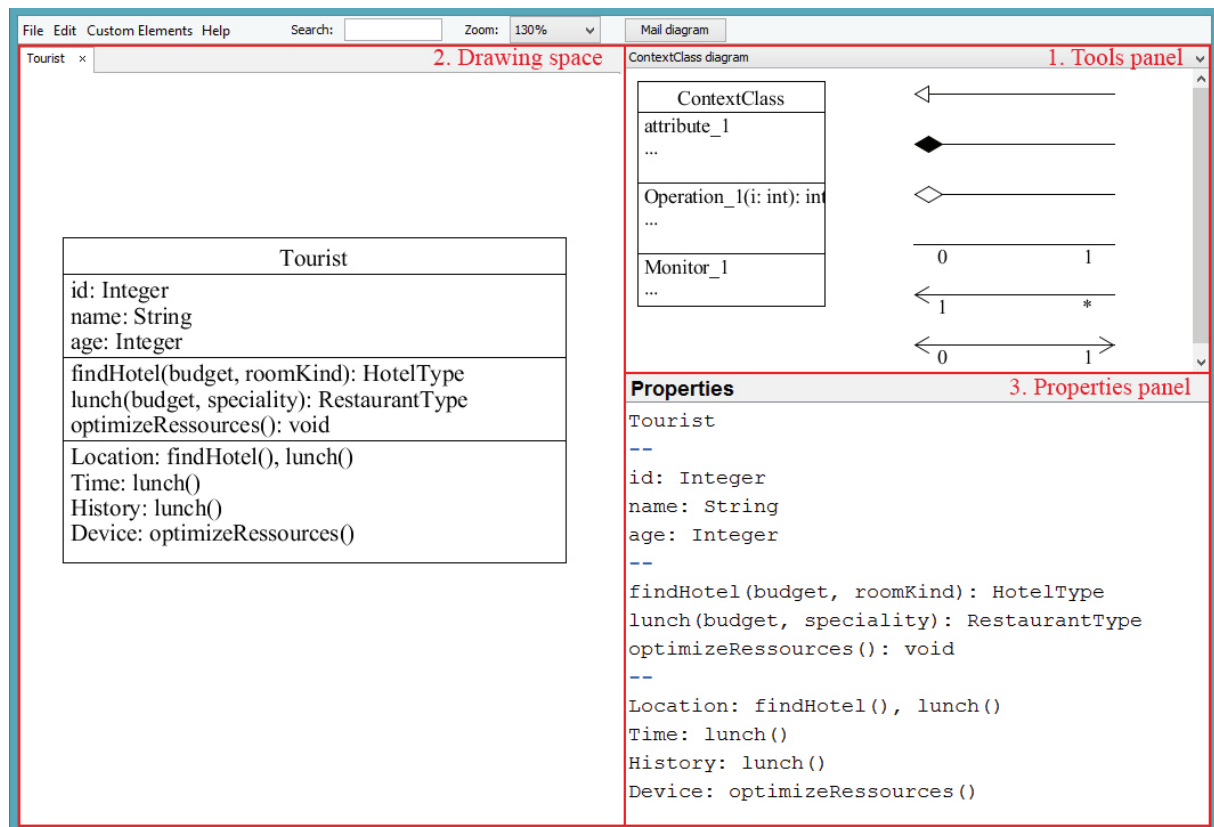 File Edit Custom Elements Help Search: Zoom: 130% Mail diagram
Tourist × 2. Drawing space
Tourist
id: Integer
name: String
age: Integer
findHotel(budget, roomKind): HotelType
lunch(budget, speciality): RestaurantType
optimizeRessources(): void
Location: findHotel(), lunch()
Time: lunch()
History: lunch()
Device: optimizeRessources()
ContextClass diagram 1. Tools panel
ContextClass
attribute_1
...
Operation_1(i: int): int
...
Monitor_1
...
0 1
1 *
0 1
Properties 3. Properties panel
Tourist
--
id: Integer
name: String
age: Integer
--
findHotel(budget, roomKind): HotelType
lunch(budget, speciality): RestaurantType
optimizeRessources(): void
--
Location: findHotel(), lunch()
Time: lunch()
History: lunch()
Device: optimizeRessources()